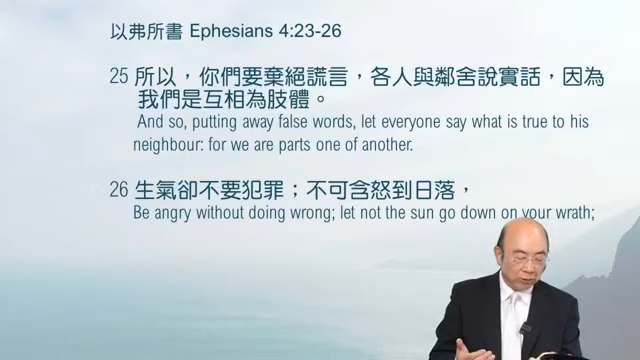 以弗所書 Ephesians 4:23-26
25 所以，你們要棄絕謊言，各人與鄰舍說實話，因為
我們是互相為肢體。
And so, putting away false words, let everyone say what is true to his
neighbour: for we are parts one of another.
26 生氣卻不要犯罪；不可含怒到日落，
Be angry without doing wrong; let not the sun go down on your wrath;